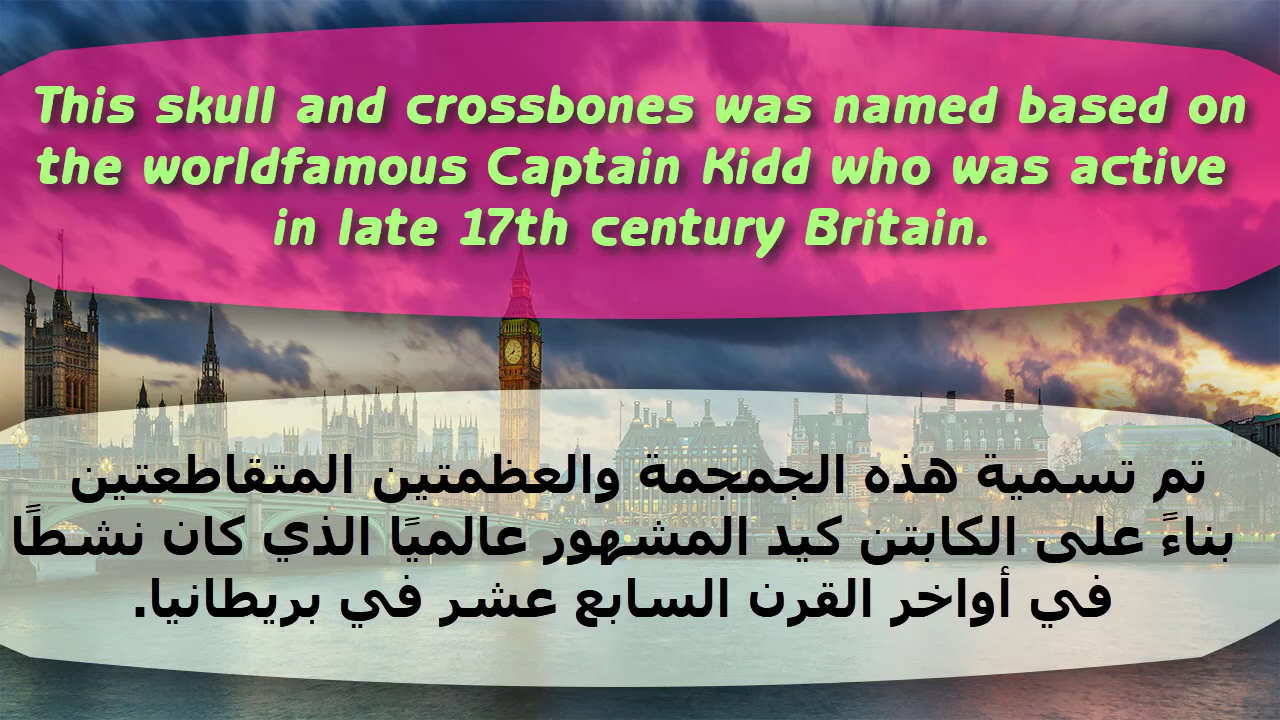 This skull and crossbones was named based on
the worldfamous Captain Kidd who was active
in late 17th century Britain.
تم تسمية هذه الجمجمة والعظمتين المتقاطعتين
بناءً على الكابتن كيد المشهور عالميًا الذي كان نشطًا
في أواخر القرن السابع عشر في بريطانيا.